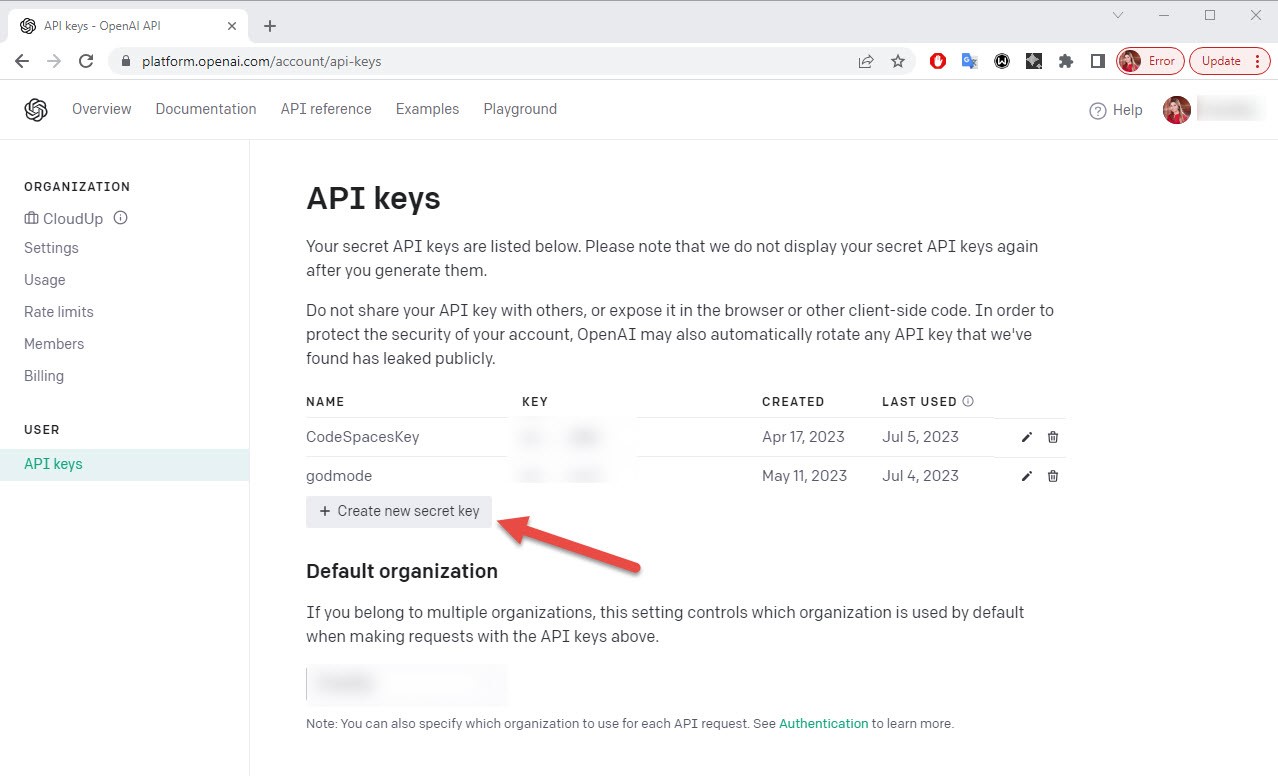 API keys - OpenAI API
platform.openai.com/account/api-keys
Error
Update
Overview Documentation API reference Examples Playground
Help
ORGANIZATION
CloudUp
Settings
Usage
Rate limits
Members
Billing
USER
API keys
API keys
Your secret API keys are listed below. Please note that we do not display your secret API keys again
after you generate them.
Do not share your API key with others, or expose it in the browser or other client-side code. In order to
protect the security of your account, OpenAI may also automatically rotate any API key that we've
found has leaked publicly.
NAME KEY CREATED LAST USED
CodeSpacesKey Apr 17, 2023 Jul 5, 2023
godmode May 11, 2023 Jul 4, 2023
+ Create new secret key
Default organization
If you belong to multiple organizations, this setting controls which organization is used by default
when making requests with the API keys above.
Note: You can also specify which organization to use for each API request. See Authentication to learn more.